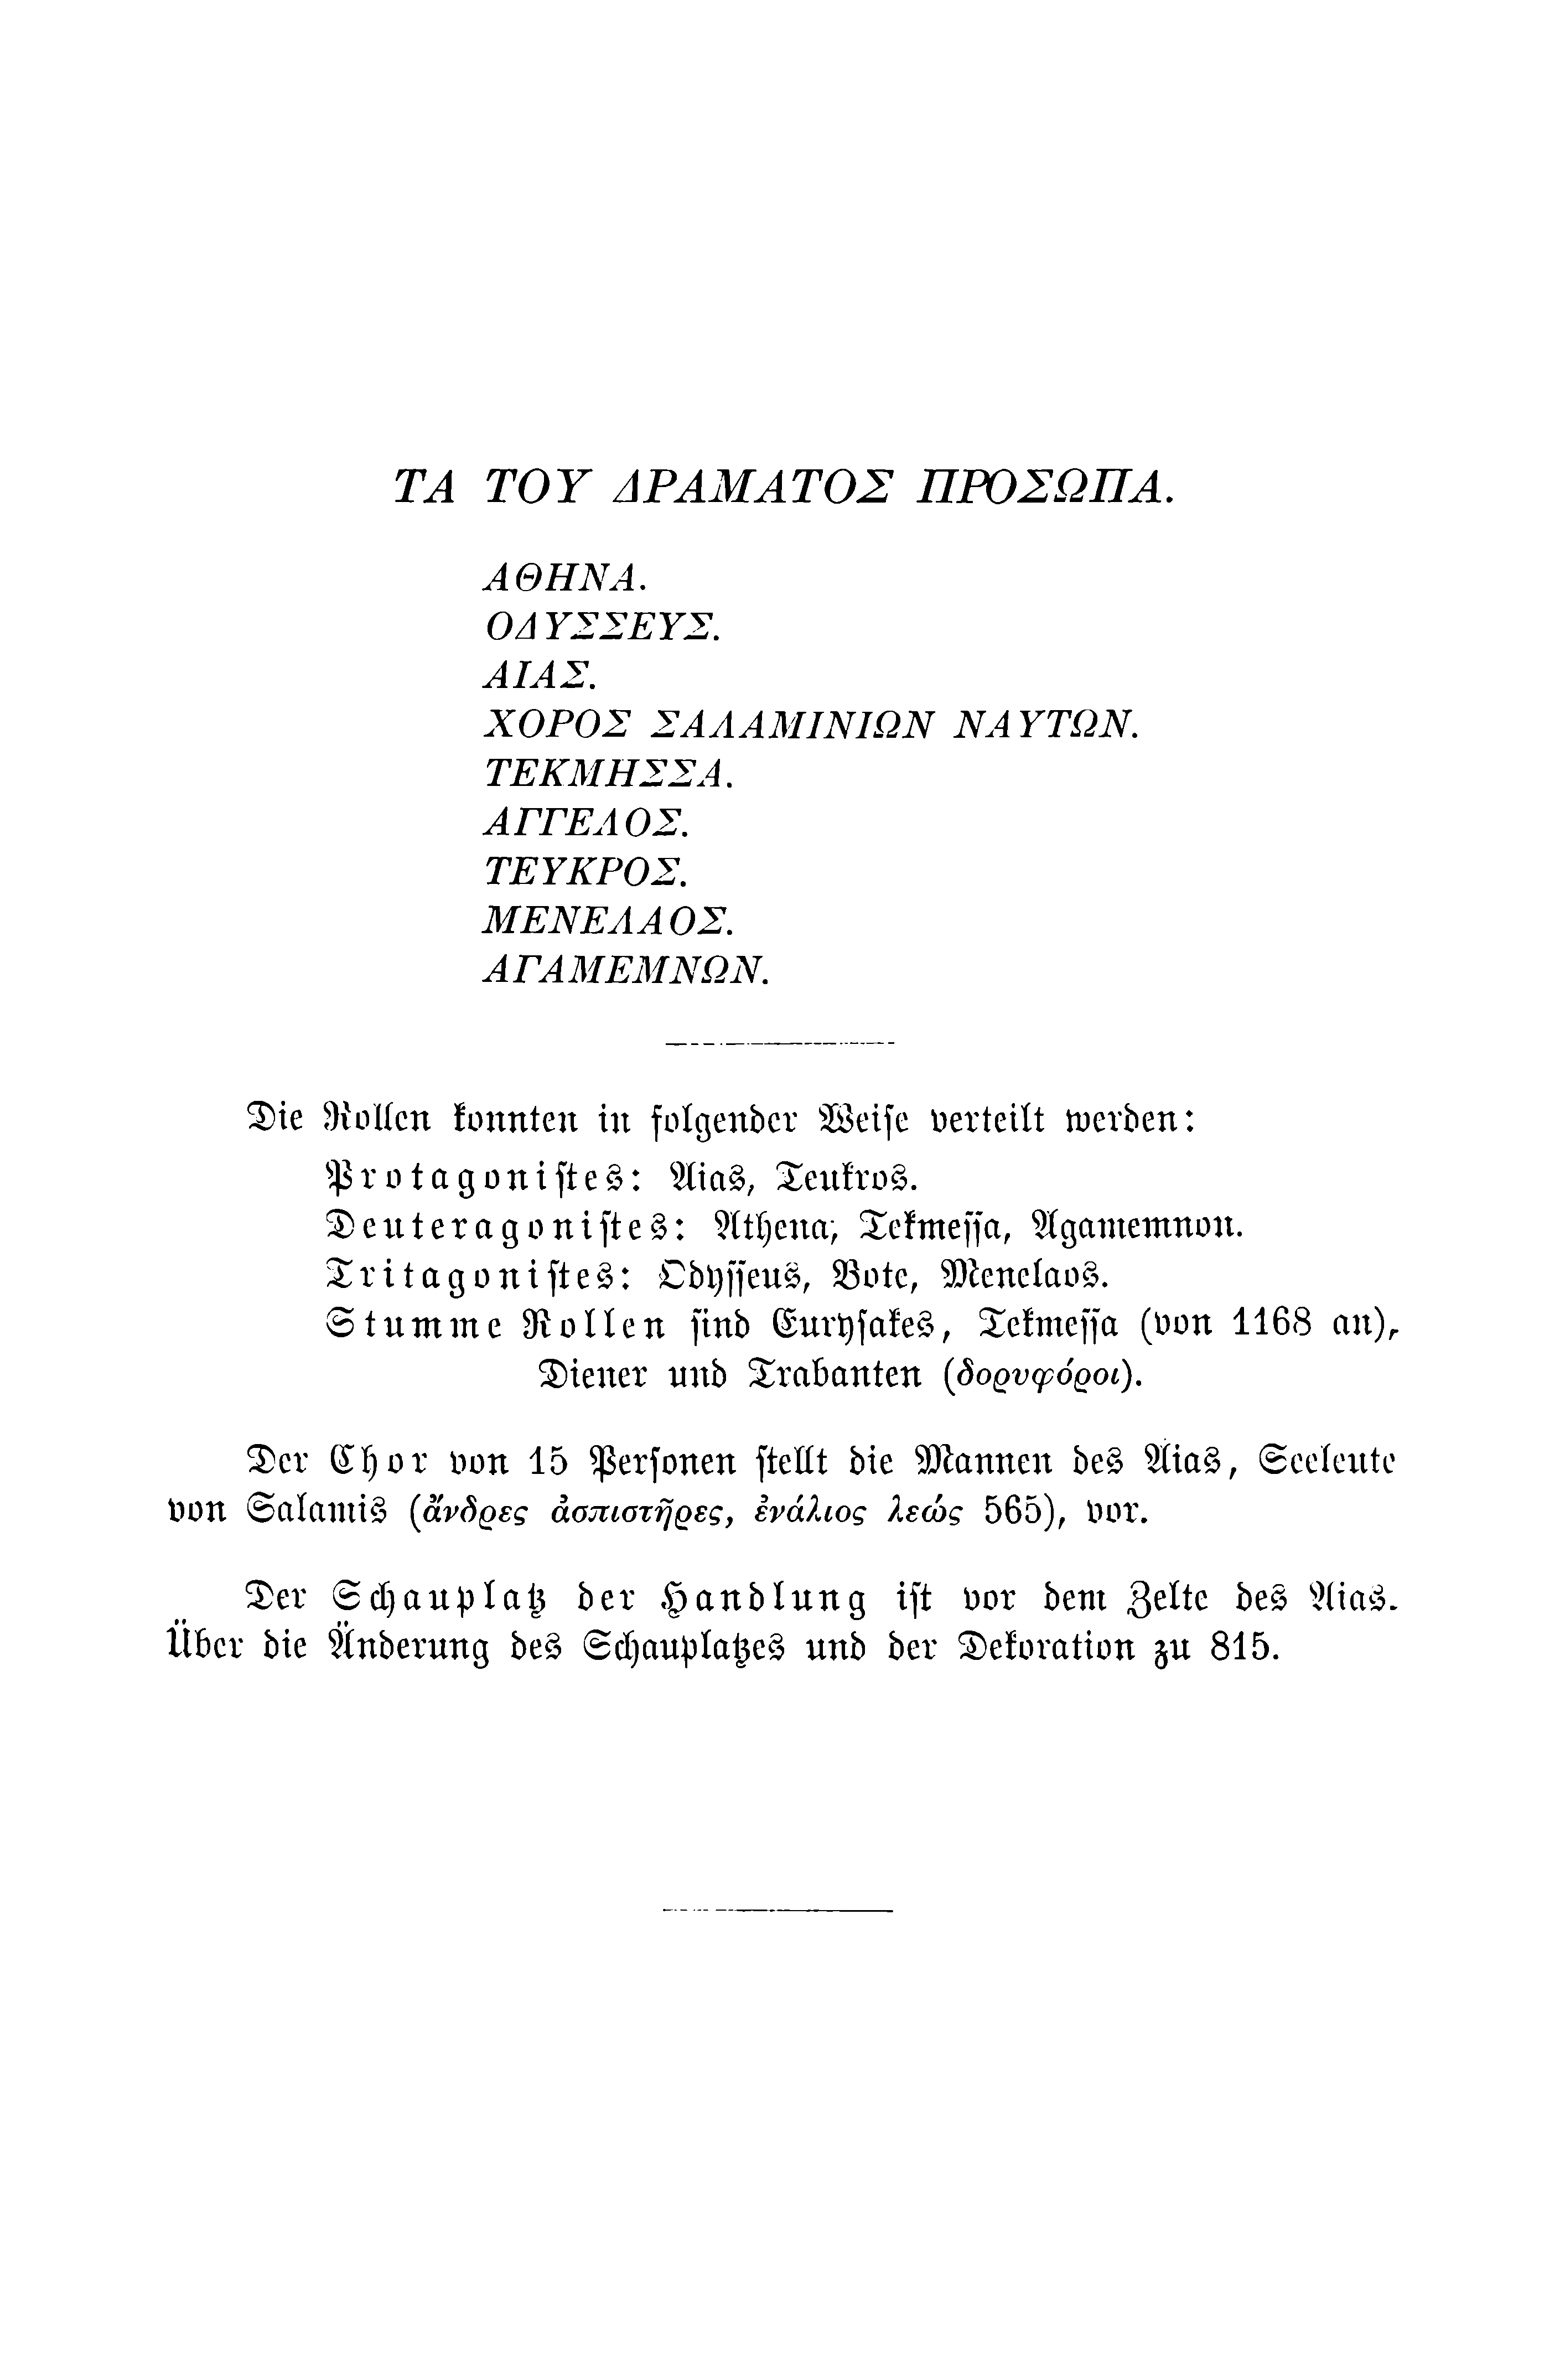 ΤΑ ΤΟΥ ΔΡΑΜΑΤΟΣ ΠΡΟΣΩΠΑ.
ΑΘΗΝΑ.
ΟΔΥΣΣΕΥΣ.
ΑΙΑΣ.
ΧΟΡΟΣ ΣΑΛΑΜΙΝΙΩΝ ΝΑΥΤΩΝ.
ΤΕΚΜΗΣΣΑ.
ΑΓΓΕΛΟΣ.
ΤΕΥΚΡΟΣ.
ΜΕΝΕΛΑΟΣ.
ΑΓΑΜΕΜΝΩΝ.
Die Rollen konnten in folgender Weise verteilt werden:
Protagonistes: Aias, Teukros.
Deuteragonistes: Athena, Tekmessa, Agamemnon.
Tritagonistes: Odysseus, Bote, Menelaos.
Stumme Rollen sind Eurysakes, Tekmessa (von 1168 an),
Diener und Trabanten (δορυφόροι).
Der Chor von 15 Personen stellt die Mannen des Aias, Seeleute
von Salamis (ἄνδρες ἀσπιστῆρες, ἐνάλιος λεώς 565), vor.
Der Schauplatz der Handlung ist vor dem Zelte des Aias.
Über die Änderung des Schauplatzes und der Dekoration zu 815.